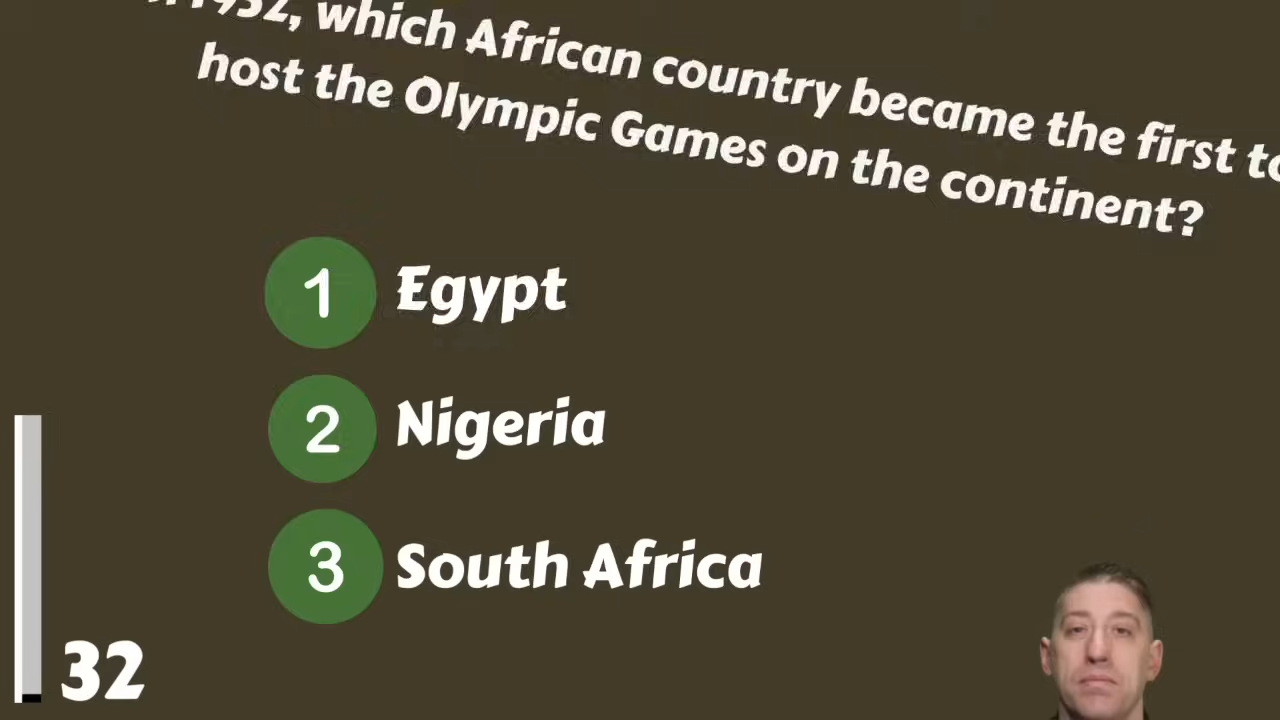 which African country became the first to
host the Olympic Games on the continent?
1 Egypt
2 Nigeria
3 South Africa
32